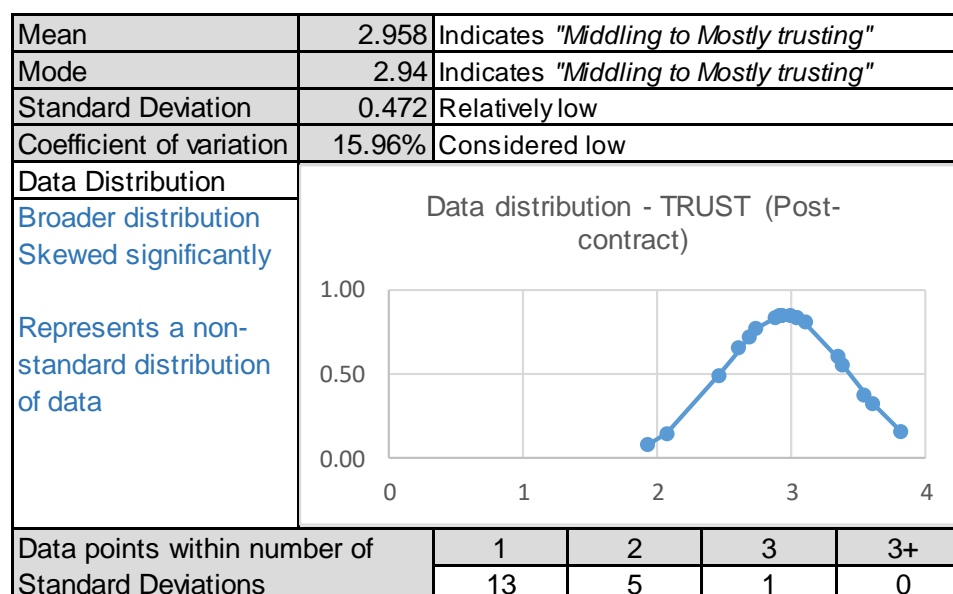 Mean 2.958 Indicates "Middling to Mostly trusting"
Mode 2.94 Indicates "Middling to Mostly trusting"
Standard Deviation 0.472 Relatively low
Coefficient of variation 15.96% Considered low
Data Distribution
Broader distribution
Skewed significantly
Represents a non-
standard distribution
of data
Data distribution - TRUST (Post-
contract)
1.00
0.50
0.00
0 1 2 3 4
Data points within number of 1 2 3 3+
Standard Deviations 13 5 1 0